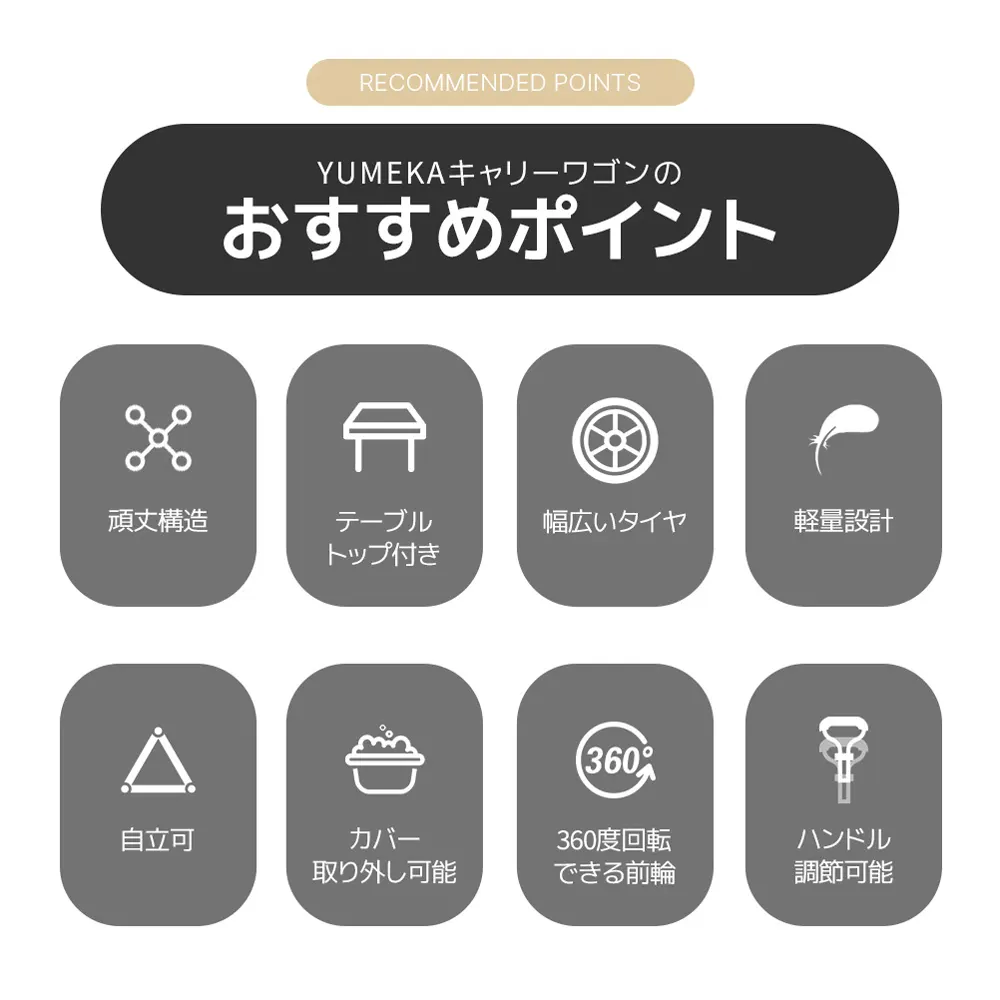 RECOMMENDED POINTS
YUMEKAキャリーワゴンの
おすすめポイント
頑丈構造
テーブル
トップ付き
幅広いタイヤ
軽量設計
自立可
カバー
取り外し可能
360
360度回転
できる前輪
ハンドル
調節可能